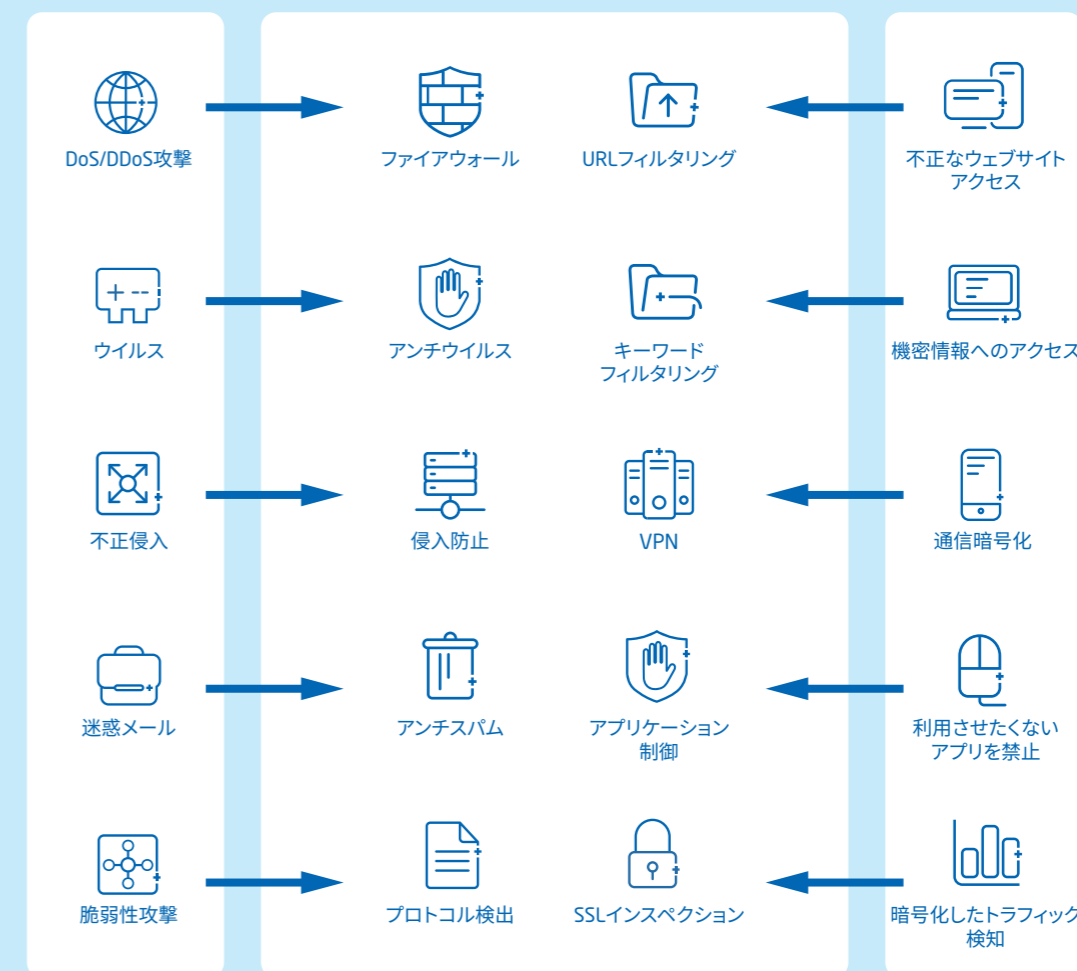 DoS/DDoS攻撃
ファイアウォール
URLフィルタリング
不正なウェブサイト
アクセス
ウイルス
アンチウイルス
キーワード
フィルタリング
機密情報へのアクセス
不正侵入
侵入防止
VPN
通信暗号化
迷惑メール
アンチスパム
アプリケーション
制御
利用させたくない
アプリを禁止
脆弱性攻撃
プロトコル検出
SSLインスペクション
暗号化したトラフィック
検知